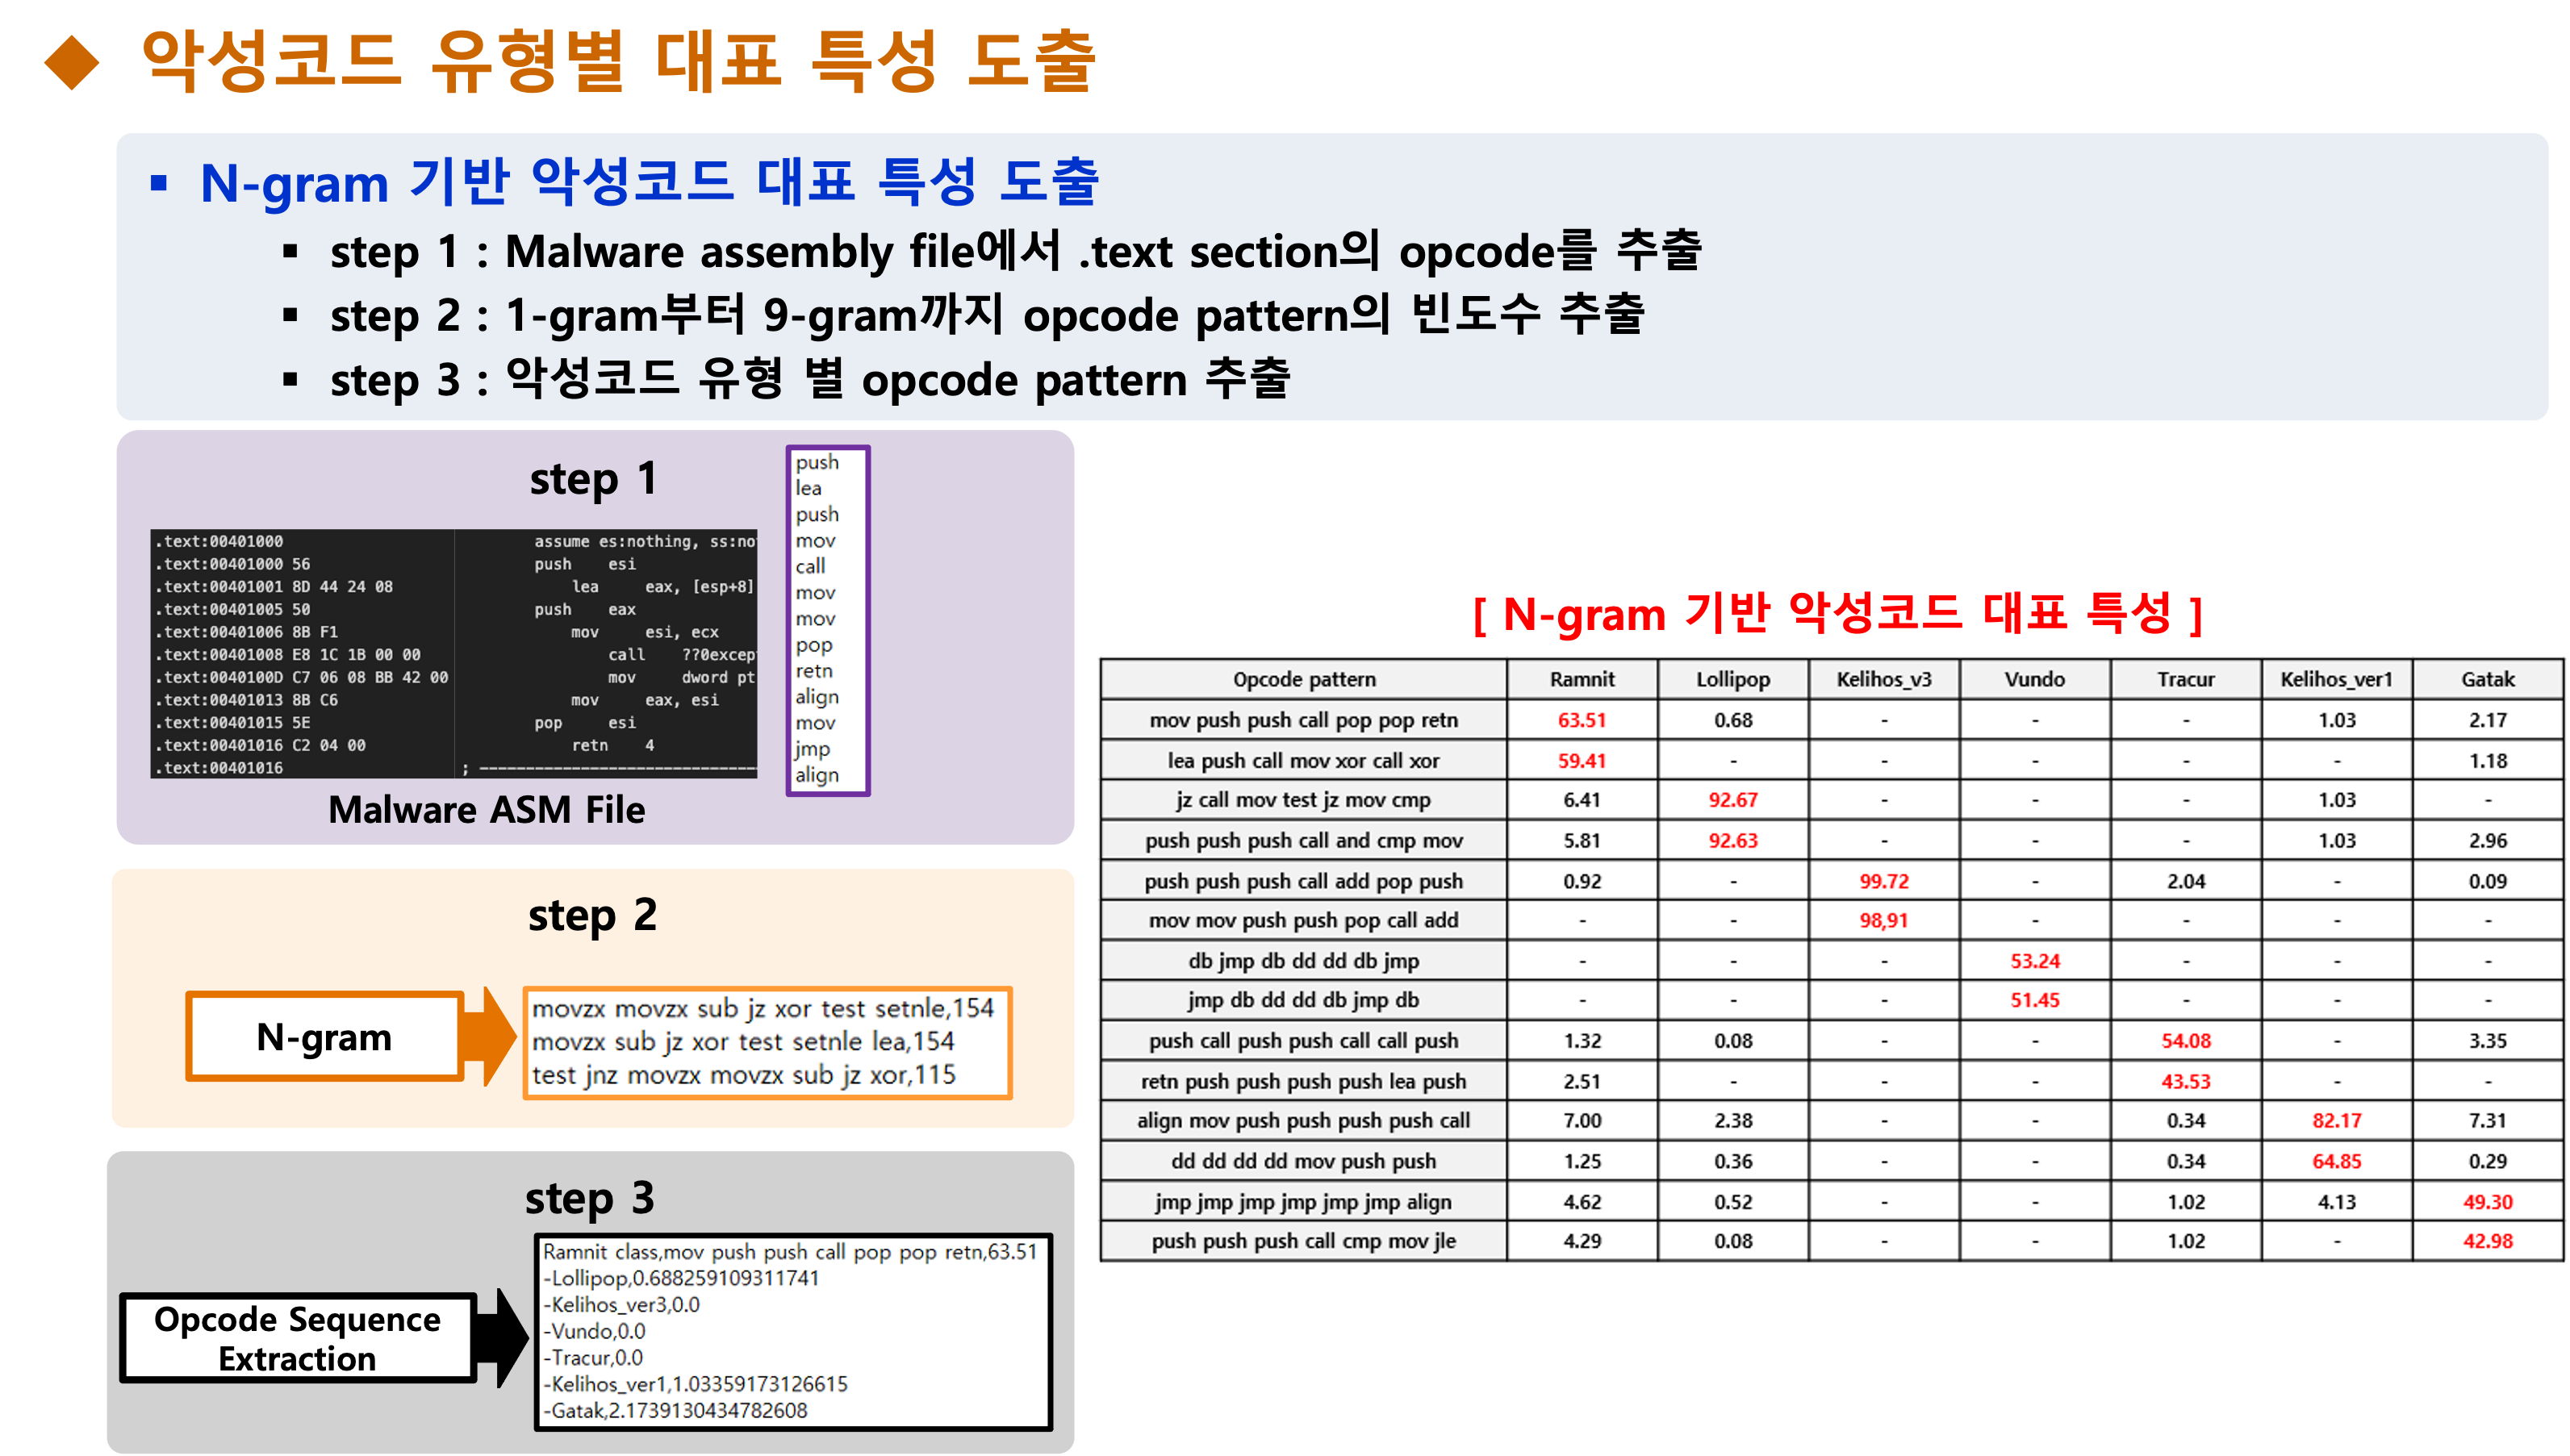 ◆ 악성코드 유형별 대표 특성 도출
▪ N-gram 기반 악성코드 대표 특성 도출
▪ step 1 : Malware assembly file에서 .text section의 opcode를 추출
▪ step 2 : 1-gram부터 9-gram까지 opcode pattern의 빈도수 추출
▪ step 3 : 악성코드 유형 별 opcode pattern 추출
step 1
.text:00401000 assume es:nothing, ss:no
.text:00401000 56 push esi
.text:00401001 8D 44 24 08 lea eax, [esp+8]
.text:00401005 50 push eax
.text:00401006 8B F1 mov esi, ecx
.text:00401008 E8 1C 1B 00 00 call ??0excep
.text:0040100D C7 06 08 BB 42 00 mov dword pt
.text:00401013 8B C6 mov eax, esi
.text:00401015 5E pop esi
.text:00401016 C2 04 00 retn 4
.text:00401016 ; ------------------------------
Malware ASM File
push
lea
push
mov
call
mov
mov
pop
retn
align
mov
jmp
align
step 2
N-gram
movzx movzx sub jz xor test setnle,154
movzx sub jz xor test setnle lea,154
test jnz movzx movzx sub jz xor,115
step 3
Opcode Sequence
Extraction
Ramnit class,mov push push call pop pop retn,63.51
-Lollipop,0.688259109311741
-Kelihos_ver3,0.0
-Vundo,0.0
-Tracur,0.0
-Kelihos_ver1,1.03359173126615
-Gatak,2.1739130434782608
[ N-gram 기반 악성코드 대표 특성 ]
Opcode pattern Ramnit Lollipop Kelihos_v3 Vundo Tracur Kelihos_ver1 Gatak
mov push push call pop pop retn 63.51 0.68 - - - 1.03 2.17
lea push call mov xor call xor 59.41 - - - - - 1.18
jz call mov test jz mov cmp 6.41 92.67 - - - 1.03 -
push push push call and cmp mov 5.81 92.63 - - - 1.03 2.96
push push push call add pop push 0.92 - 99.72 - 2.04 - 0.09
mov mov push push pop call add - - 98,91 - - - -
db jmp db dd dd db jmp - - - 53.24 - - -
jmp db dd dd db jmp db - - - 51.45 - - -
push call push push call call push 1.32 0.08 - - 54.08 - 3.35
retn push push push push lea push 2.51 - - - 43.53 - -
align mov push push push push call 7.00 2.38 - - 0.34 82.17 7.31
dd dd dd dd mov push push 1.25 0.36 - - 0.34 64.85 0.29
jmp jmp jmp jmp jmp jmp align 4.62 0.52 - - 1.02 4.13 49.30
push push push call cmp mov jle 4.29 0.08 - - 1.02 - 42.98